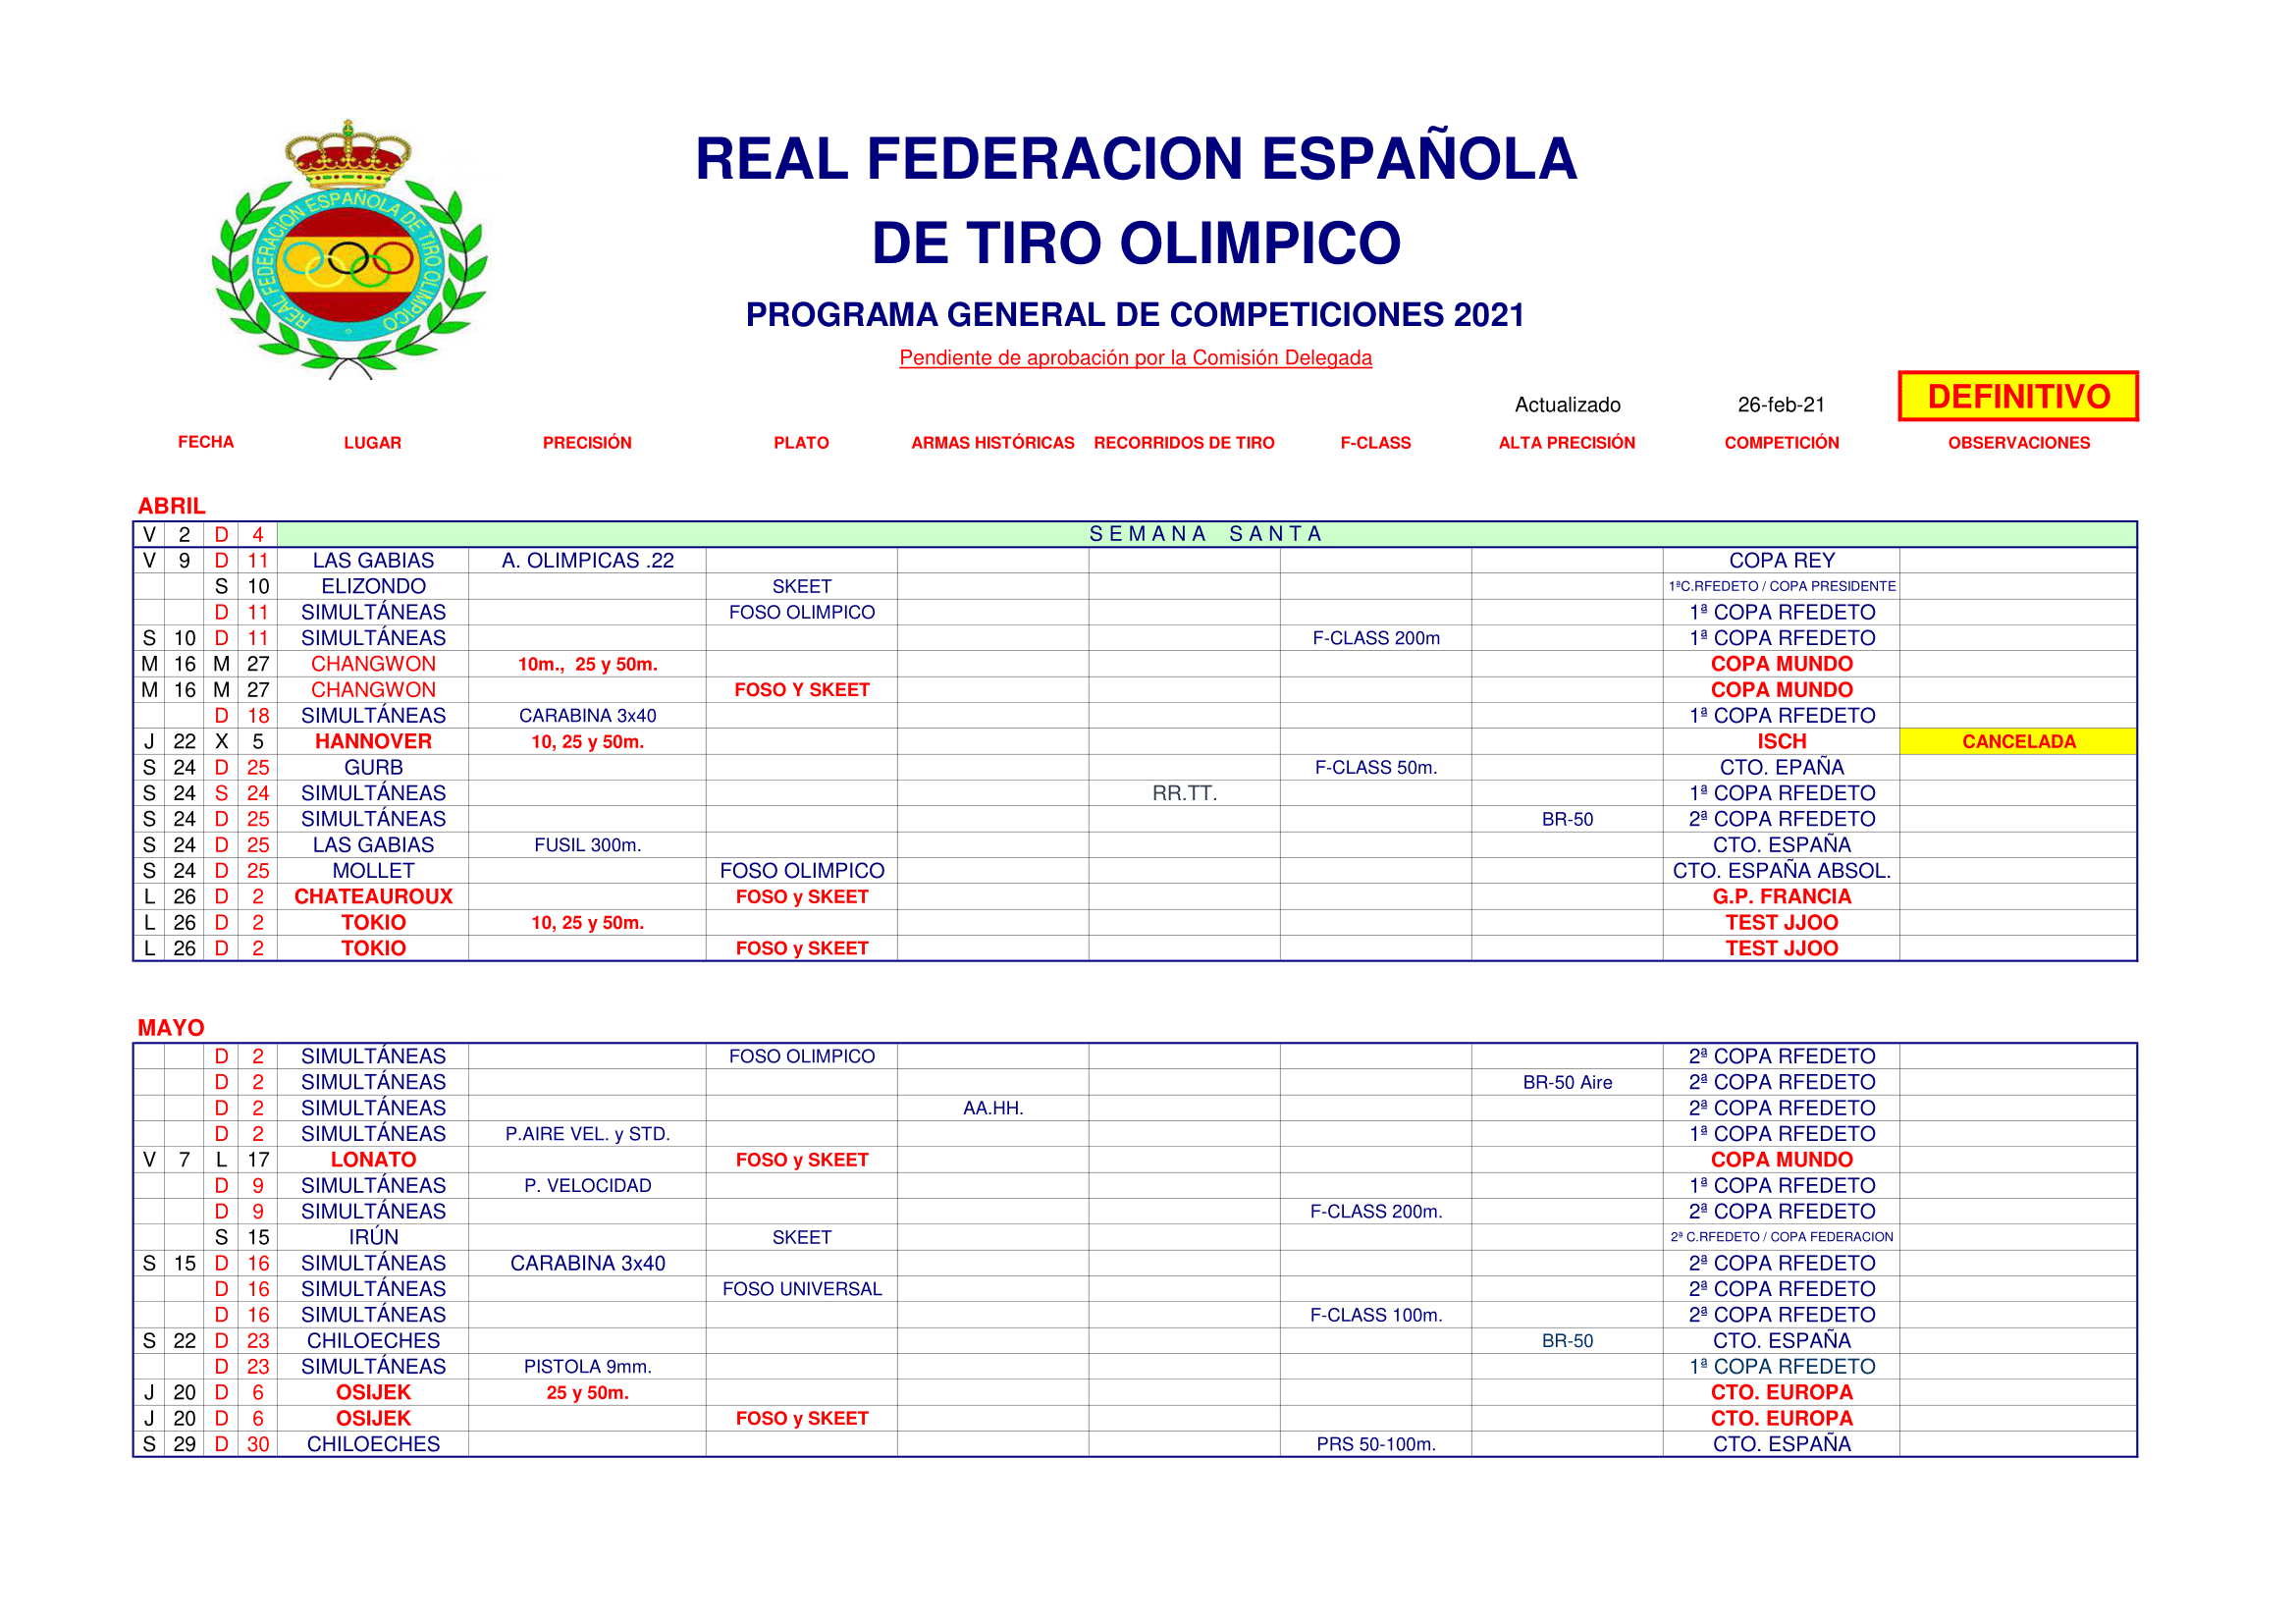 REAL FEDERACION ESPAÑOLA DE TIRO OLIMPICO
REAL FEDERACION ESPAÑOLA
DE TIRO OLIMPICO
PROGRAMA GENERAL DE COMPETICIONES 2021
Pendiente de aprobación por la Comisión Delegada
Actualizado 26-feb-21 DEFINITIVO
FECHA LUGAR PRECISIÓN PLATO ARMAS HISTÓRICAS RECORRIDOS DE TIRO F-CLASS ALTA PRECISIÓN COMPETICIÓN OBSERVACIONES
ABRIL
V 2 D 4 SEMANA SANTA
V 9 D 11 LAS GABIAS A. OLIMPICAS .22 COPA REY
S 10 ELIZONDO SKEET 1ªC.RFEDETO / COPA PRESIDENTE
D 11 SIMULTÁNEAS FOSO OLIMPICO 1ª COPA RFEDETO
S 10 D 11 SIMULTÁNEAS F-CLASS 200m 1ª COPA RFEDETO
M 16 M 27 CHANGWON 10m., 25 y 50m. COPA MUNDO
M 16 M 27 CHANGWON FOSO Y SKEET COPA MUNDO
D 18 SIMULTÁNEAS CARABINA 3x40 1ª COPA RFEDETO
J 22 X 5 HANNOVER 10, 25 y 50m. ISCH CANCELADA
S 24 D 25 GURB F-CLASS 50m. CTO. EPAÑA
S 24 S 24 SIMULTÁNEAS RR.TT. 1ª COPA RFEDETO
S 24 D 25 SIMULTÁNEAS BR-50 2ª COPA RFEDETO
S 24 D 25 LAS GABIAS FUSIL 300m. CTO. ESPAÑA
S 24 D 25 MOLLET FOSO OLIMPICO CTO. ESPAÑA ABSOL.
L 26 D 2 CHATEAUROUX FOSO y SKEET G.P. FRANCIA
L 26 D 2 TOKIO 10, 25 y 50m. TEST JJOO
L 26 D 2 TOKIO FOSO y SKEET TEST JJOO
MAYO
D 2 SIMULTÁNEAS FOSO OLIMPICO 2ª COPA RFEDETO
D 2 SIMULTÁNEAS BR-50 Aire 2ª COPA RFEDETO
D 2 SIMULTÁNEAS AA.HH. 2ª COPA RFEDETO
D 2 SIMULTÁNEAS P.AIRE VEL. y STD. 1ª COPA RFEDETO
V 7 L 17 LONATO FOSO y SKEET COPA MUNDO
D 9 SIMULTÁNEAS P. VELOCIDAD 1ª COPA RFEDETO
D 9 SIMULTÁNEAS F-CLASS 200m. 2ª COPA RFEDETO
S 15 IRÚN SKEET 2ª C.RFEDETO / COPA FEDERACION
S 15 D 16 SIMULTÁNEAS CARABINA 3x40 2ª COPA RFEDETO
D 16 SIMULTÁNEAS FOSO UNIVERSAL 2ª COPA RFEDETO
D 16 SIMULTÁNEAS F-CLASS 100m. 2ª COPA RFEDETO
S 22 D 23 CHILOECHES BR-50 CTO. ESPAÑA
D 23 SIMULTÁNEAS PISTOLA 9mm. 1ª COPA RFEDETO
J 20 D 6 OSIJEK 25 y 50m. CTO. EUROPA
J 20 D 6 OSIJEK FOSO y SKEET CTO. EUROPA
S 29 D 30 CHILOECHES PRS 50-100m. CTO. ESPAÑA